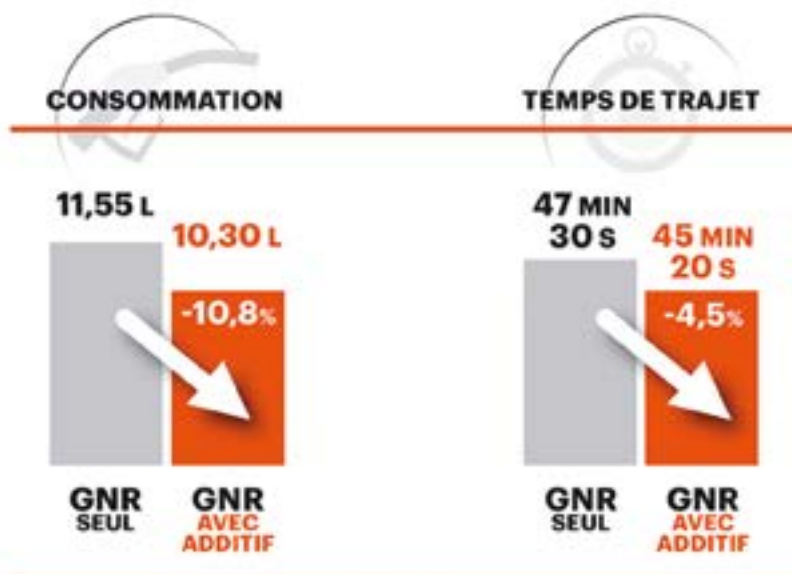 CONSOMMATION
11,55 L
10,30 L
-10,8%
GNR
SEUL
GNR
AVEC
ADDITIF
TEMPS DE TRAJET
47 MIN
30 S
45 MIN
20 S
-4,5%
GNR
SEUL
GNR
AVEC
ADDITIF